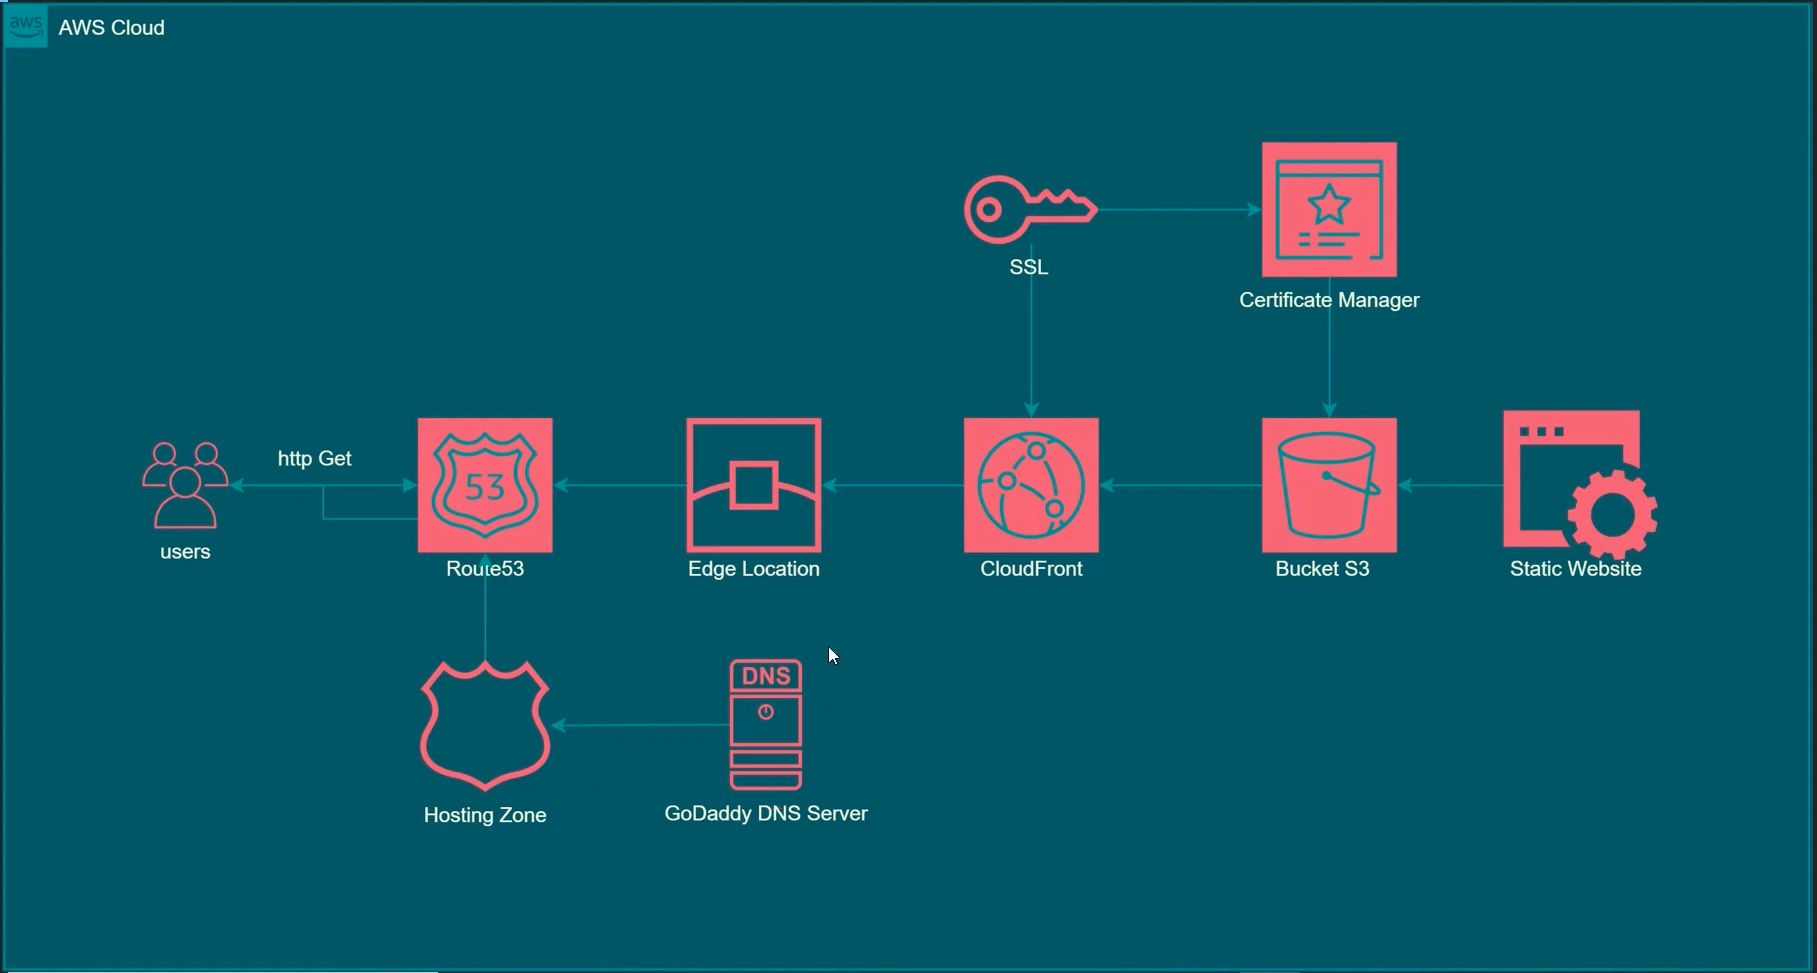 aws
AWS Cloud
SSL
Certificate Manager
http Get
53
users
Route53
Edge Location
CloudFront
Bucket S3
Static Website
DNS
Hosting Zone
GoDaddy DNS Server